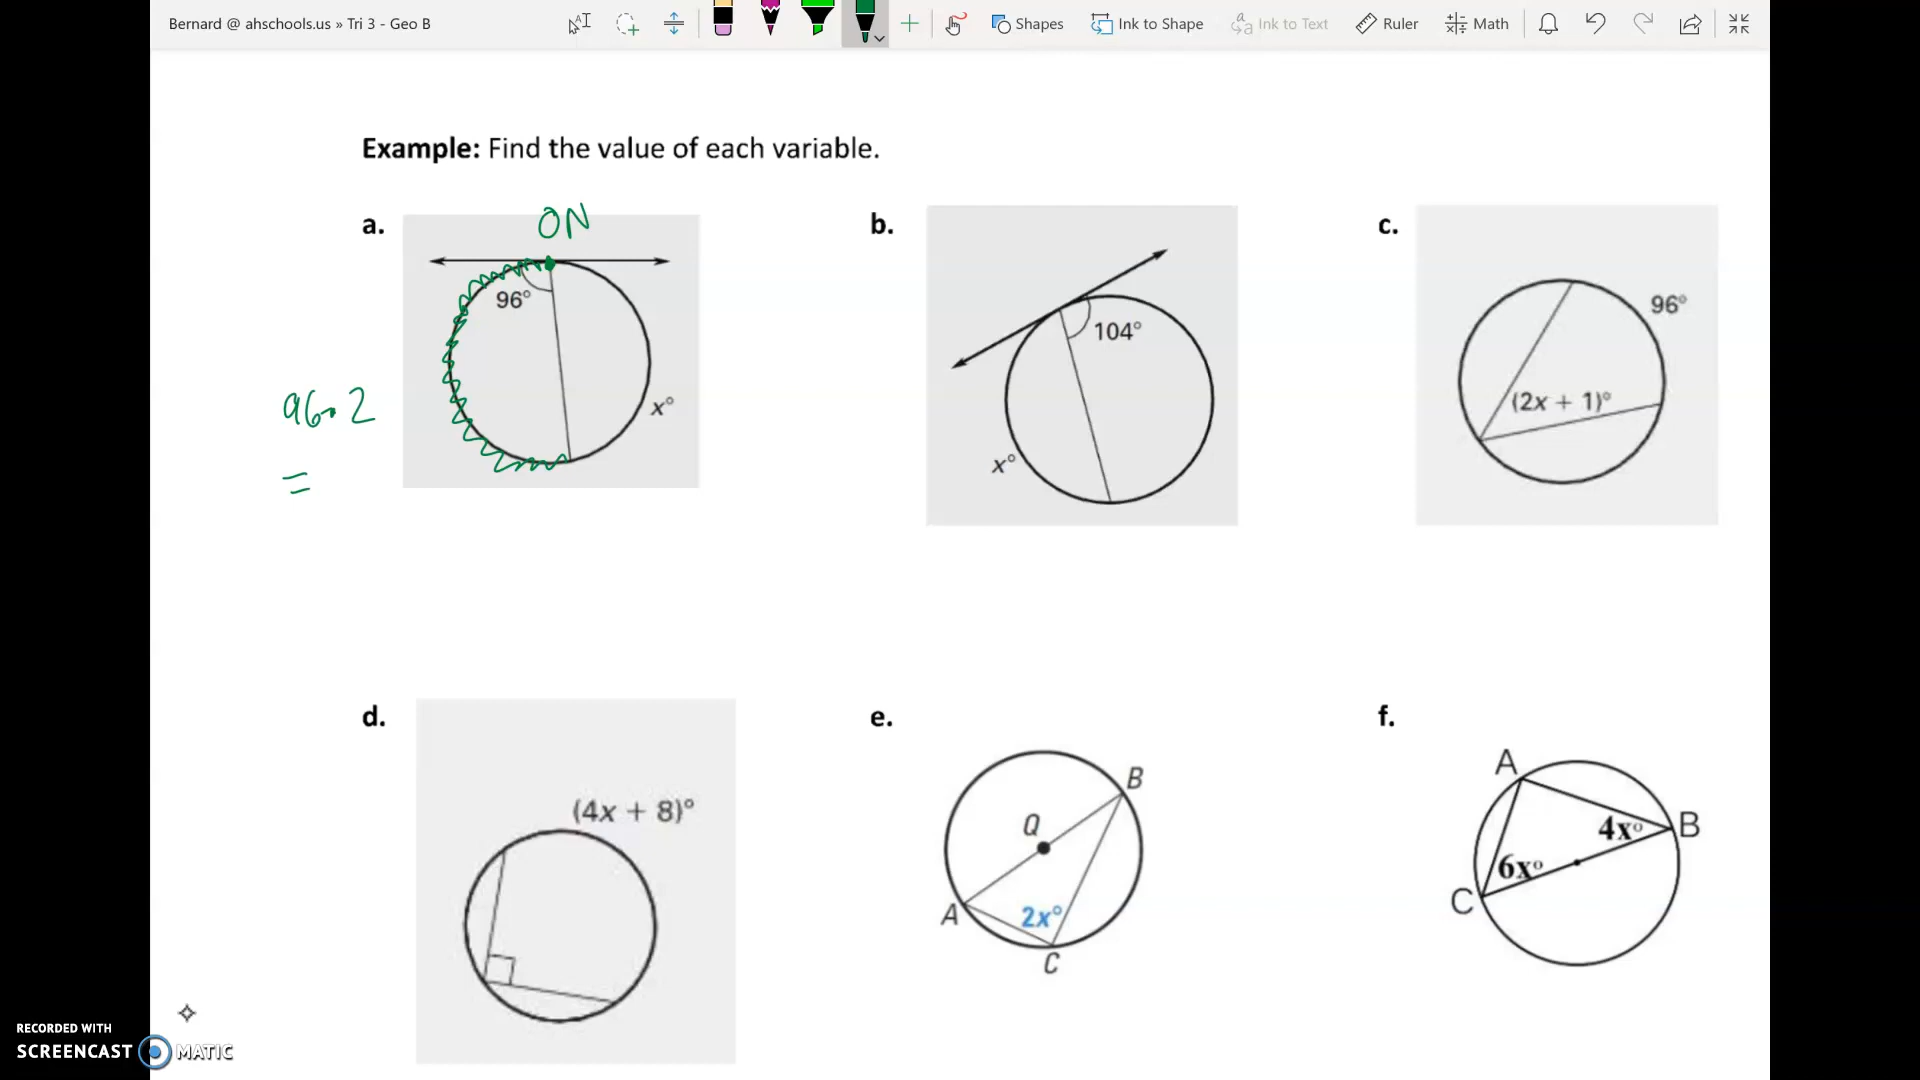 Bernard @ ahschools.us » Tri 3 - Geo B
Shapes
Ink to Shape
Ink to Text
Ruler
Math
Example: Find the value of each variable.
a.
ON
96°
x°
96·2
=
b.
104°
x°
c.
96°
(2x + 1)°
d.
(4x + 8)°
e.
B
Q
A
2x°
C
f.
A
4x°
B
6x°
C
RECORDED WITH
SCREENCAST MATIC